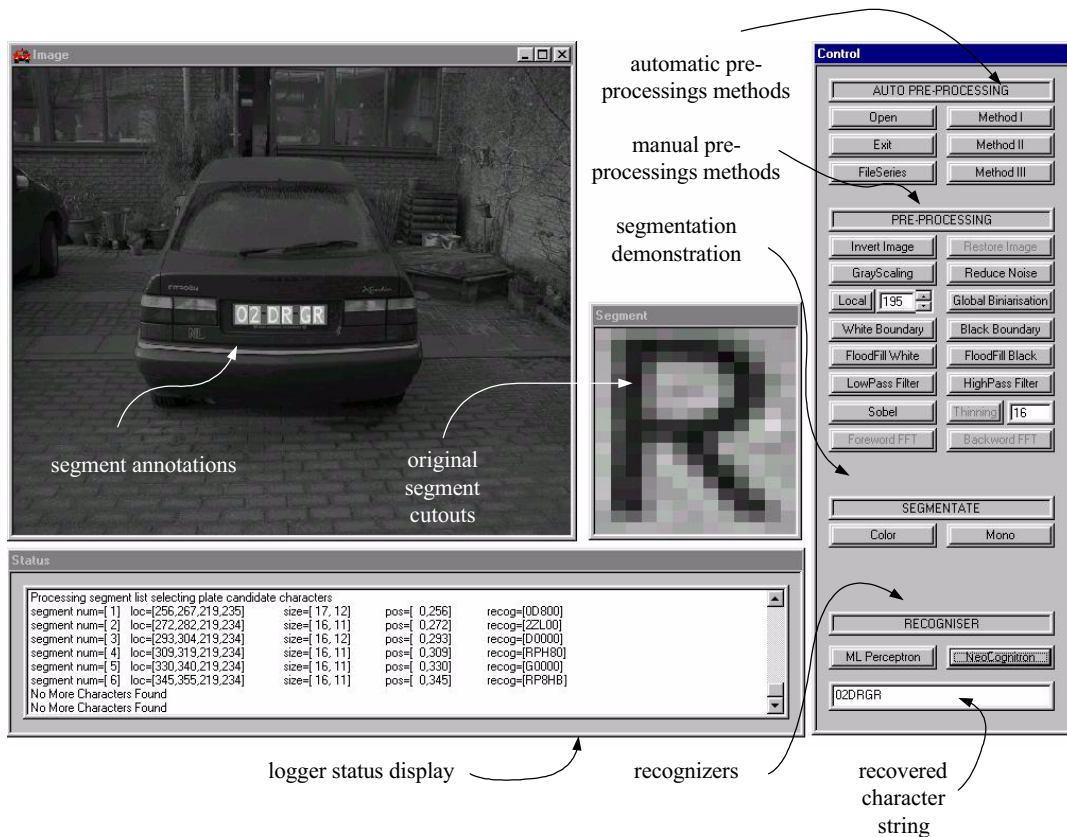 Image
CITROËN
Xantia
02 DR GR
NL
segment annotations
original
segment
cutouts
automatic pre-
processings methods
manual pre-
processings methods
segmentation
demonstration
Segment
R
Status
Processing segment list selecting plate candidate characters
segment num=[ 1] loc=[256,267,219,235] size=[ 17, 12] pos=[ 0,256] recog=[0D800]
segment num=[ 2] loc=[272,282,219,234] size=[ 16, 11] pos=[ 0,272] recog=[2ZL00]
segment num=[ 3] loc=[293,304,219,234] size=[ 16, 12] pos=[ 0,293] recog=[D0000]
segment num=[ 4] loc=[309,319,219,234] size=[ 16, 11] pos=[ 0,309] recog=[RPH80]
segment num=[ 5] loc=[330,340,219,234] size=[ 16, 11] pos=[ 0,330] recog=[G0000]
segment num=[ 6] loc=[345,355,219,234] size=[ 16, 11] pos=[ 0,345] recog=[RP8HB]
No More Characters Found
No More Characters Found
logger status display
recognizers
recovered
character
string
Control
AUTO PRE-PROCESSING
Open Method I
Exit Method II
FileSeries Method III
PRE-PROCESSING
Invert Image Restore Image
GrayScaling Reduce Noise
Local 195 Global Biniarisation
White Boundary Black Boundary
FloodFill White FloodFill Black
LowPass Filter HighPass Filter
Sobel Thinning 16
Foreword FFT Backword FFT
SEGMENTATE
Color Mono
RECOGNISER
ML Perceptron NeoCognitron
02DRGR